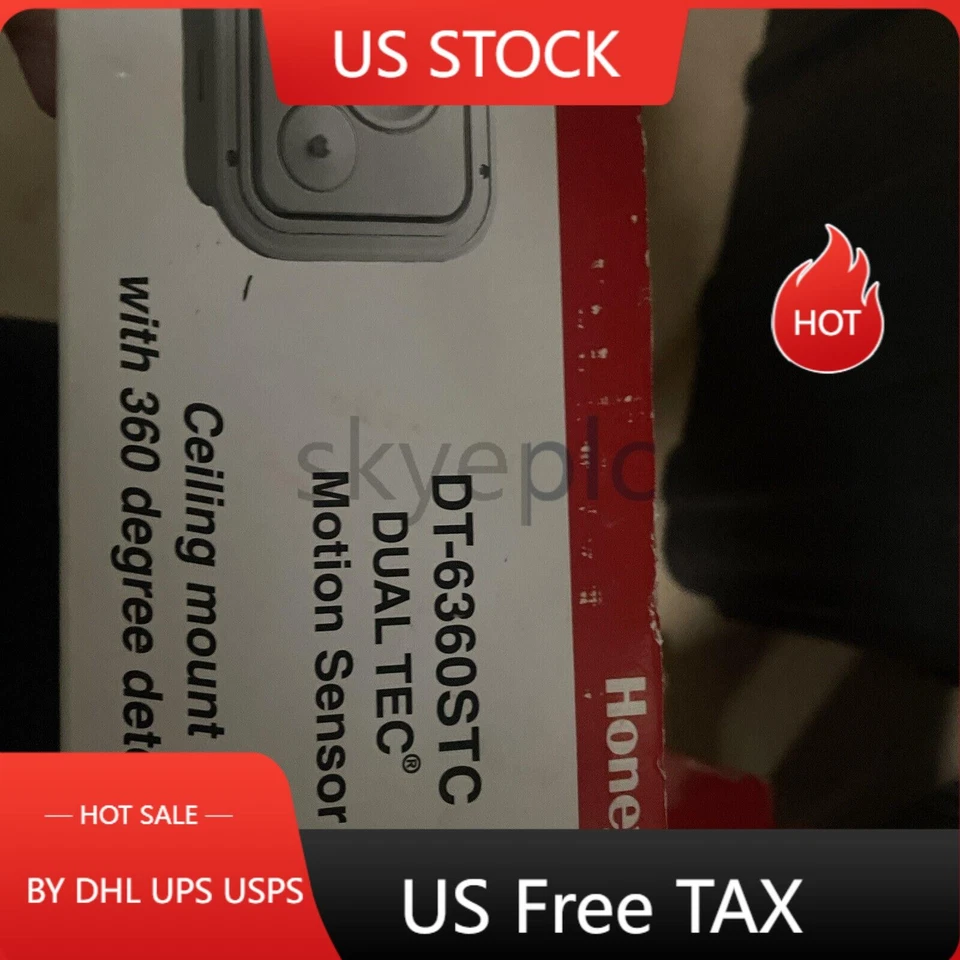 US STOCK
HOT
skyeplc
Hone
DT-6360STC
DUAL TEC®
Motion Sensor
Ceiling mount
with 360 degree
— HOT SALE —
BY DHL UPS USPS
US Free TAX